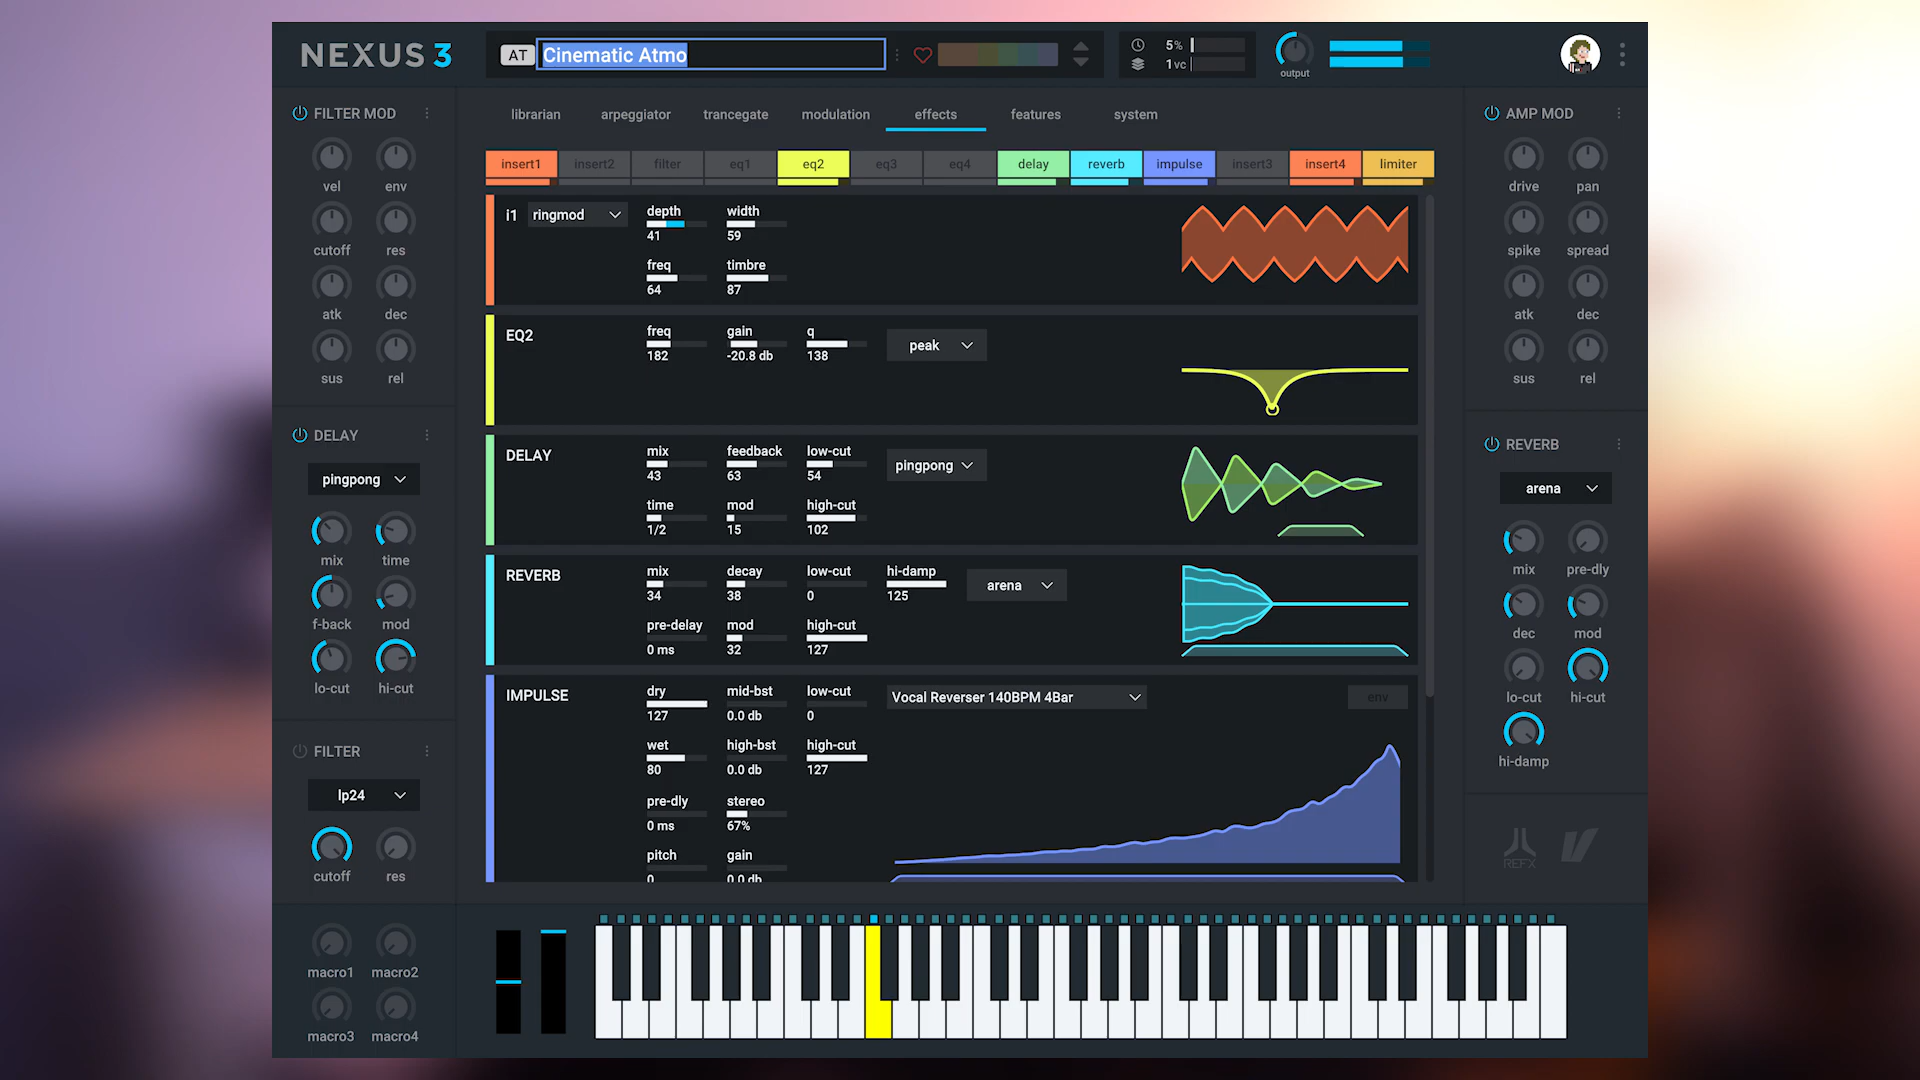 NEXUS 3
AT Cinematic Atmo
5%
1 vc
output
librarian arpeggiator trancegate modulation effects features system
insert1 insert2 filter eq1 eq2 eq3 eq4 delay reverb impulse insert3 insert4 limiter
FILTER MOD
vel env
cutoff res
atk dec
sus rel
DELAY
pingpong
mix time
f-back mod
lo-cut hi-cut
FILTER
lp24
cutoff res
macro1 macro2
macro3 macro4
i1 ringmod
depth width
41 59
freq timbre
64 87
EQ2
freq gain q
182 -20.8 db 138
peak
DELAY
mix feedback low-cut
43 63 54
pingpong
time mod high-cut
1/2 15 102
REVERB
mix decay low-cut hi-damp
34 38 0 125
arena
pre-delay mod high-cut
0 ms 32 127
IMPULSE
dry mid-bst low-cut
127 0.0 db 0
Vocal Reverser 140BPM 4Bar
env
wet high-bst high-cut
80 0.0 db 127
pre-dly stereo
0 ms 67%
pitch gain
0 0.0 db
AMP MOD
drive pan
spike spread
atk dec
sus rel
REVERB
arena
mix pre-dly
dec mod
lo-cut hi-cut
hi-damp
REFX